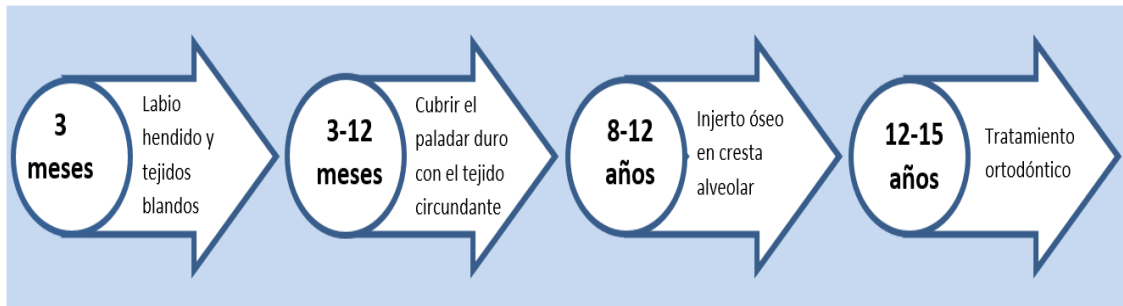 3
meses
Labio
hendido y
tejidos
blandos
3-12
meses
Cubrir el
paladar duro
con el tejido
circundante
8-12
años
Injerto óseo
en cresta
alveolar
12-15
años
Tratamiento
ortodóntico